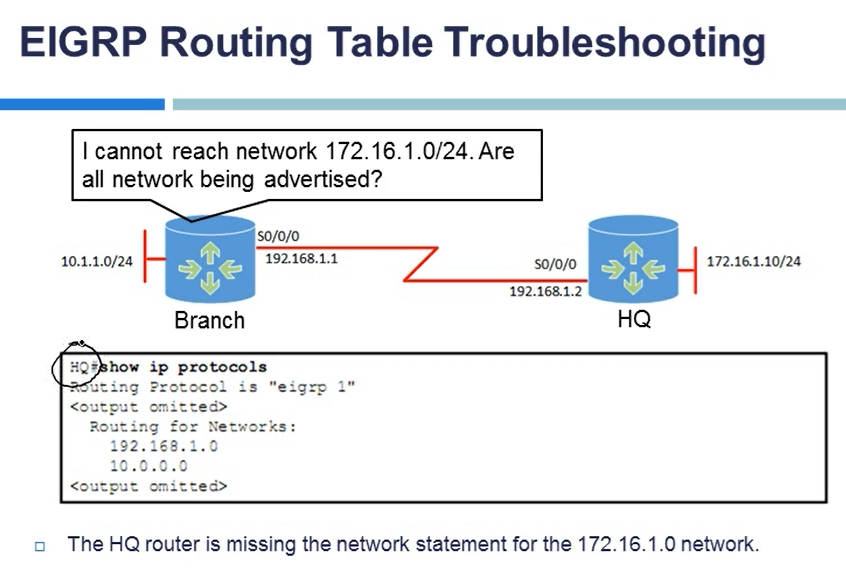 EIGRP Routing Table Troubleshooting
I cannot reach network 172.16.1.0/24. Are
all network being advertised?
S0/0/0
10.1.1.0/24
192.168.1.1
S0/0/0
172.16.1.10/24
192.168.1.2
Branch
HQ
HQ#show ip protocols
Routing Protocol is "eigrp 1"
<output omitted>
Routing for Networks:
192.168.1.0
10.0.0.0
<output omitted>
The HQ router is missing the network statement for the 172.16.1.0 network.